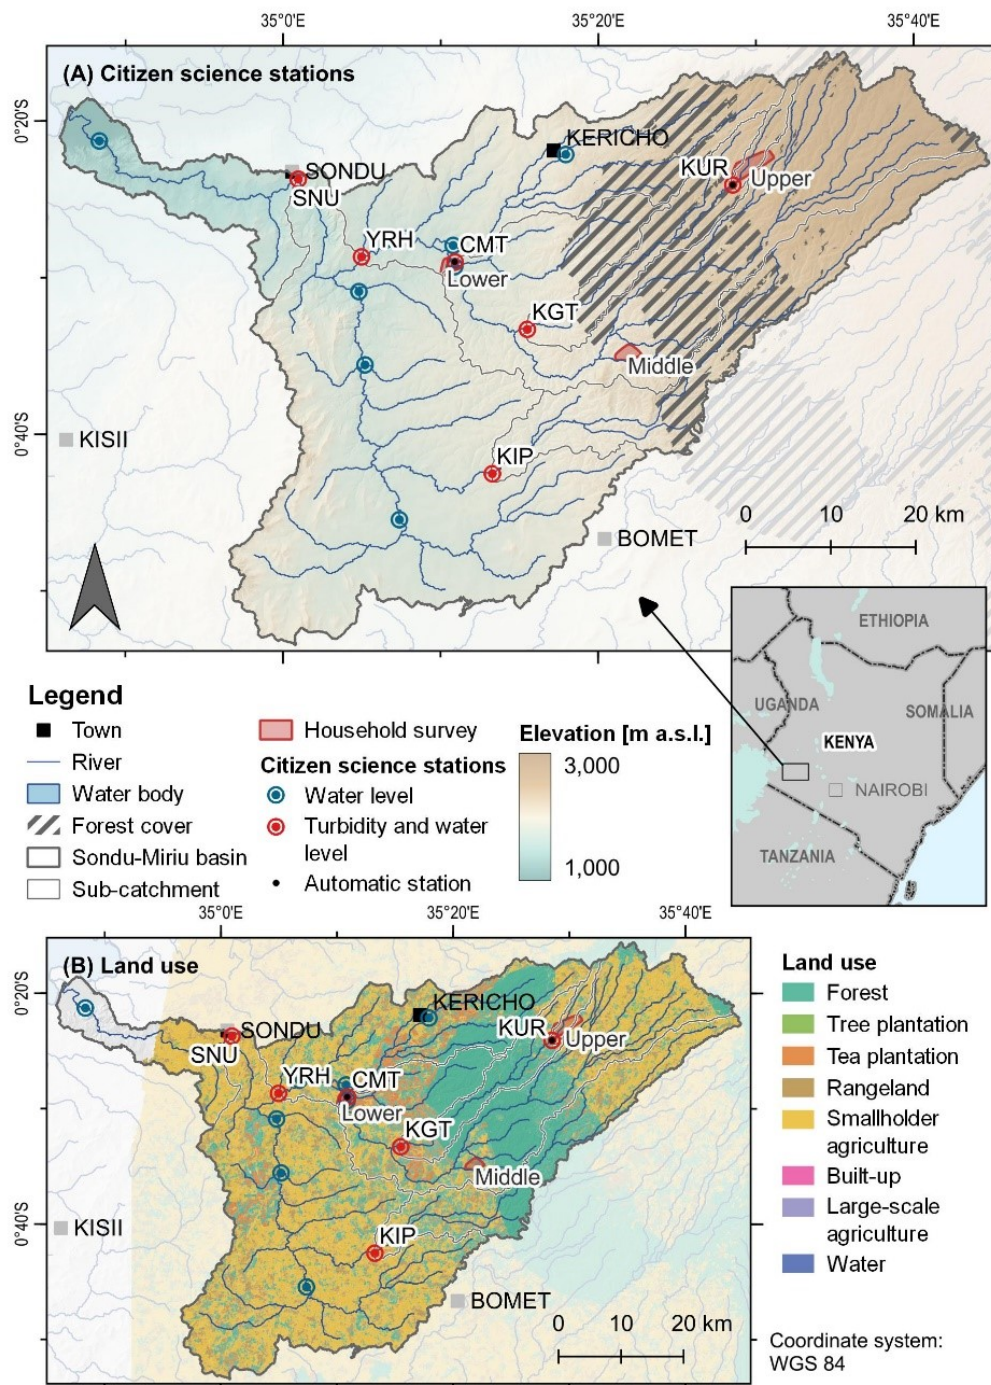 35°0'E
35°20'E
35°40'E
(A) Citizen science stations
0°20'S
KERICHO
SONDU
KUR
Upper
SNU
YRH
CMT
Lower
KGT
Middle
0°40'S
KISII
KIP
0
10
20 km
BOMET
ETHIOPIA
UGANDA
SOMALIA
KENYA
NAIROBI
TANZANIA
Legend
Town
River
Water body
Forest cover
Sondu-Miriu basin
Sub-catchment
Household survey
Citizen science stations
Water level
Turbidity and water
level
Automatic station
Elevation [m a.s.l.]
3,000
1,000
35°0'E
35°20'E
35°40'E
(B) Land use
0°20'S
KERICHO
SONDU
KUR
Upper
SNU
YRH
CMT
Lower
KGT
Middle
0°40'S
KISII
KIP
BOMET
0
10
20 km
Land use
Forest
Tree plantation
Tea plantation
Rangeland
Smallholder
agriculture
Built-up
Large-scale
agriculture
Water
Coordinate system:
WGS 84